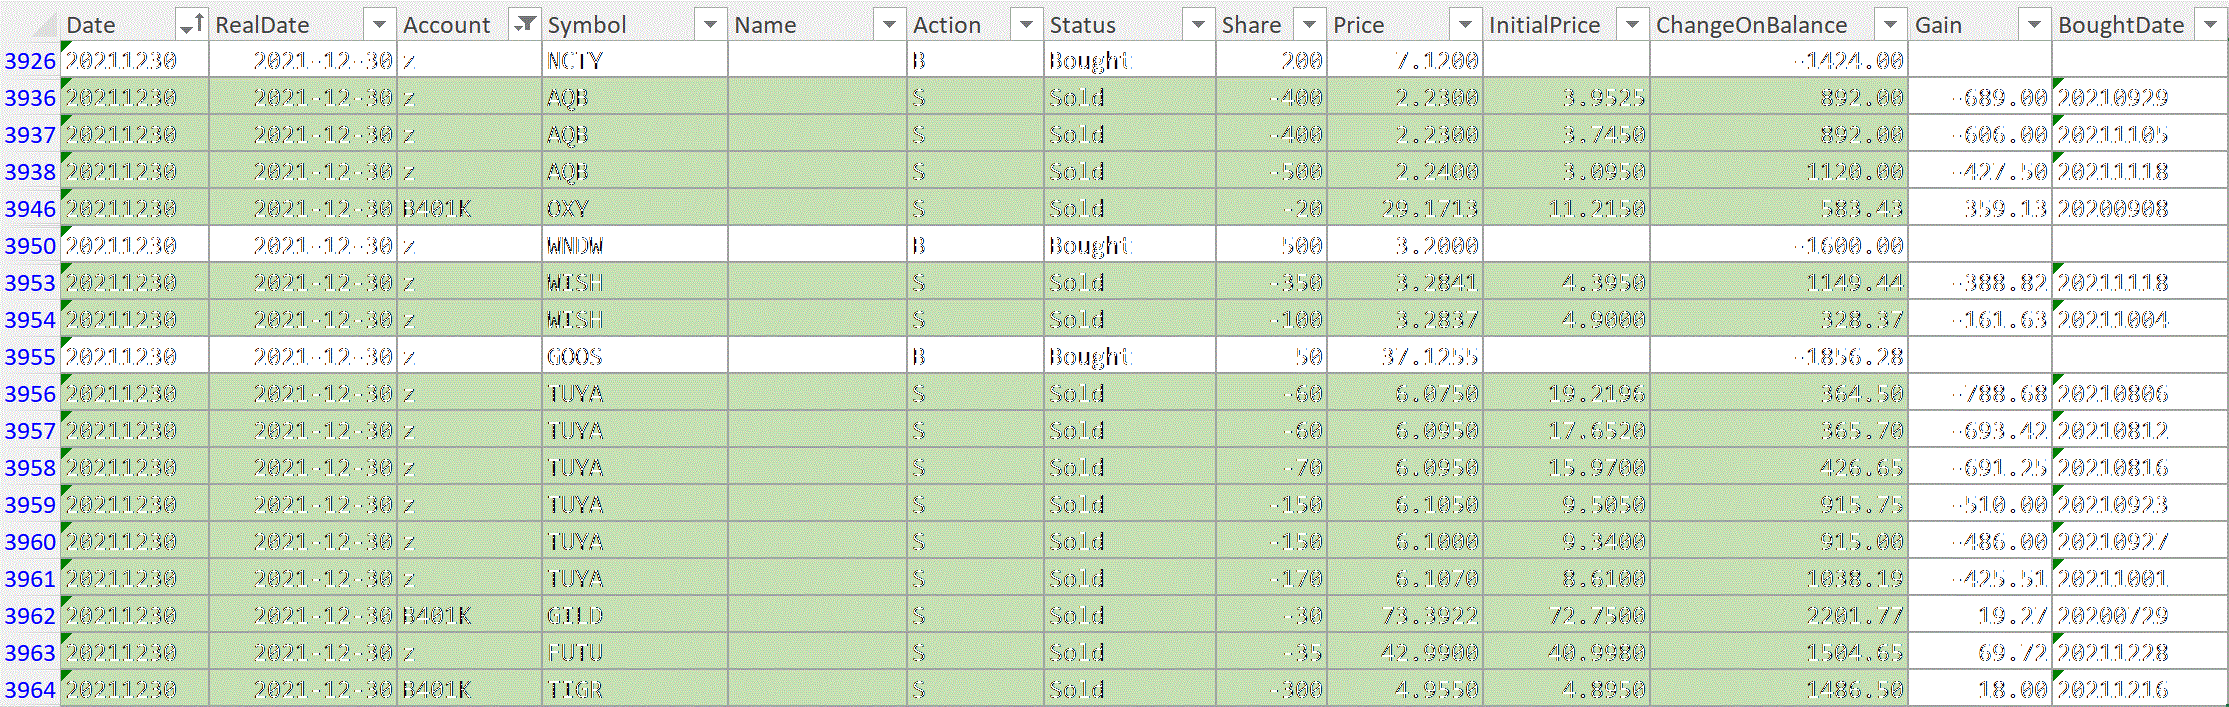 Date RealDate Account Symbol Name Action Status Share Price InitialPrice ChangeOnBalance Gain BoughtDate
3926 20211230 2021-12-30 z NCTY B Bought 200 7.1200 -1424.00
3936 20211230 2021-12-30 z AQB S Sold -400 2.2300 3.9525 892.00 -689.00 20210929
3937 20211230 2021-12-30 z AQB S Sold -400 2.2300 3.7450 892.00 -606.00 20211105
3938 20211230 2021-12-30 z AQB S Sold -500 2.2400 3.0950 1120.00 -427.50 20211118
3946 20211230 2021-12-30 B401K OXY S Sold -20 29.1713 11.2150 583.43 359.13 20200908
3950 20211230 2021-12-30 z WNDW B Bought 500 3.2000 -1600.00
3953 20211230 2021-12-30 z WISH S Sold -350 3.2841 4.3950 1149.44 -388.82 20211118
3954 20211230 2021-12-30 z WISH S Sold -100 3.2837 4.9000 328.37 -161.63 20211004
3955 20211230 2021-12-30 z GOOS B Bought 50 37.1255 -1856.28
3956 20211230 2021-12-30 z TUYA S Sold -60 6.0750 19.2196 364.50 -788.68 20210806
3957 20211230 2021-12-30 z TUYA S Sold -60 6.0950 17.6520 365.70 -693.42 20210812
3958 20211230 2021-12-30 z TUYA S Sold -70 6.0950 15.9700 426.65 -691.25 20210816
3959 20211230 2021-12-30 z TUYA S Sold -150 6.1050 9.5050 915.75 -510.00 20210923
3960 20211230 2021-12-30 z TUYA S Sold -150 6.1000 9.3400 915.00 -486.00 20210927
3961 20211230 2021-12-30 z TUYA S Sold -170 6.1070 8.6100 1038.19 -425.51 20211001
3962 20211230 2021-12-30 B401K GILD S Sold -30 73.3922 72.7500 2201.77 19.27 20200729
3963 20211230 2021-12-30 z FUTU S Sold -35 42.9900 40.9980 1504.65 69.72 20211228
3964 20211230 2021-12-30 B401K TIGR S Sold -300 4.9550 4.8950 1486.50 18.00 20211216